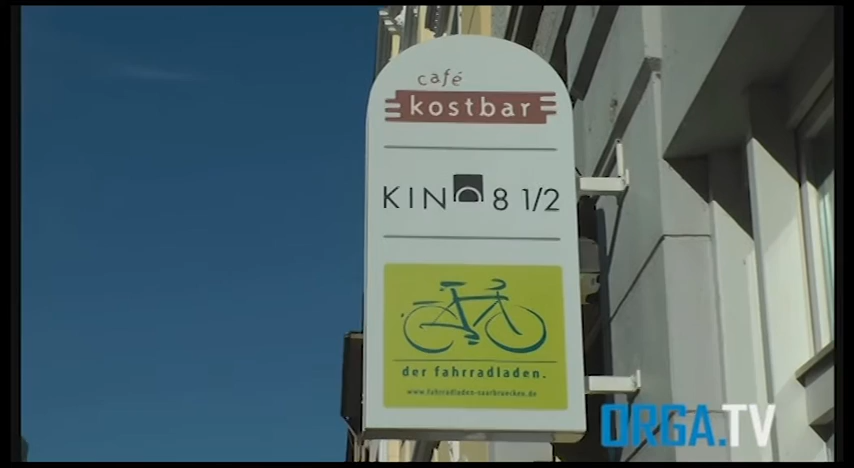 café
kostbar
KINO 8 1/2
der fahrradladen.
www.fahrradladen-saarbruecken.de
ORGA.TV